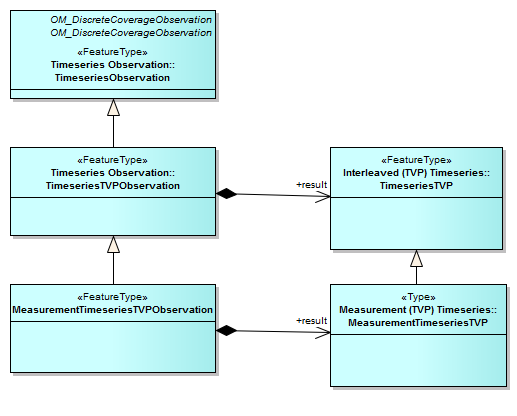 OM_DiscreteCoverageObservation
OM_DiscreteCoverageObservation
«FeatureType»
Timeseries Observation::
TimeseriesObservation
«FeatureType»
Timeseries Observation::
TimeseriesTVPObservation
+result
«FeatureType»
Interleaved (TVP) Timeseries::
TimeseriesTVP
«FeatureType»
MeasurementTimeseriesTVPObservation
+result
«Type»
Measurement (TVP) Timeseries::
MeasurementTimeseriesTVP